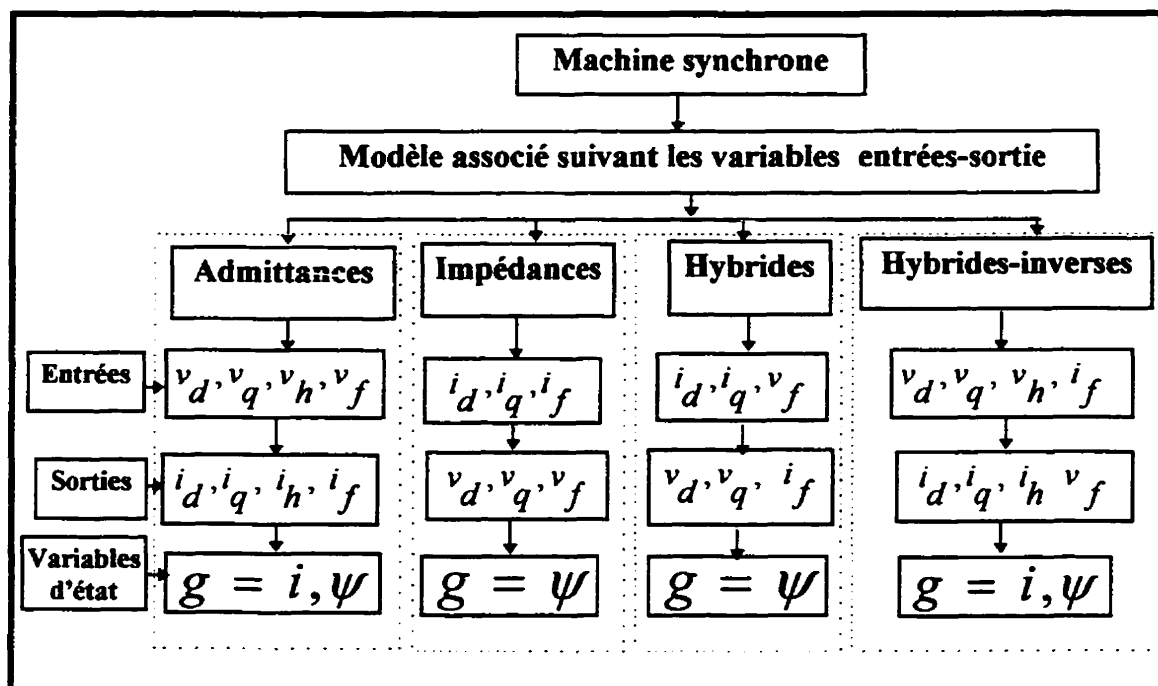 Machine synchrone
Modèle associé suivant les variables entrées-sortie
Admittances
Impédances
Hybrides
Hybrides-inverses
Entrées
v_d, v_q, v_h, v_f
i_d, i_q, i_f
i_d, i_q, v_f
v_d, v_q, v_h, i_f
Sorties
i_d, i_q, i_h, i_f
v_d, v_q, v_f
v_d, v_q, i_f
i_d, i_q, i_h v_f
Variables
d'état
g = i, ψ
g = ψ
g = ψ
g = i, ψ